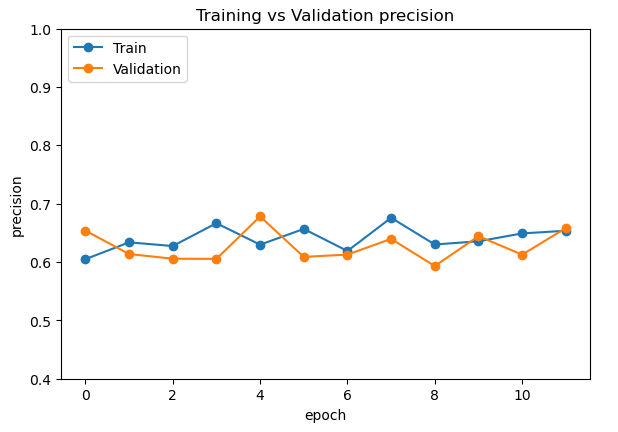 Training vs Validation precision
Train
Validation
precision
1.0
0.9
0.8
0.7
0.6
0.5
0.4
0 2 4 6 8 10
epoch